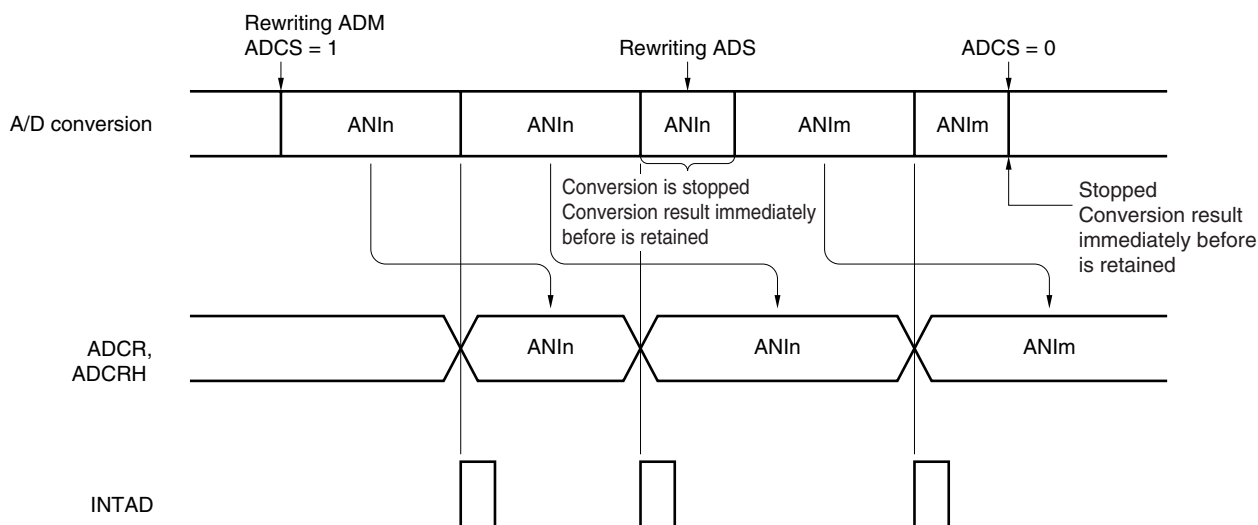 Rewriting ADM
ADCS = 1
Rewriting ADS
ADCS = 0
A/D conversion
ANIn
ANIn
ANIn
ANIm
ANIm
Conversion is stopped
Conversion result immediately
before is retained
Stopped
Conversion result
immediately before
is retained
ADCR,
ADCRH
ANIn
ANIn
ANIm
INTAD